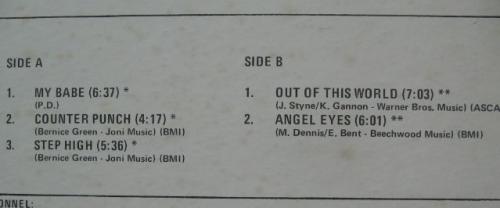 SIDE A
1. MY BABE (6:37) *
(P.D.)
2. COUNTER PUNCH (4:17) *
(Bernice Green - Joni Music) (BMI)
3. STEP HIGH (5:36) *
(Bernice Green - Joni Music) (BMI)
SIDE B
1. OUT OF THIS WORLD (7:03) **
(J. Styne/K. Gannon - Warner Bros. Music) (ASCA
2. ANGEL EYES (6:01) **
(M. Dennis/E. Bent - Beechwood Music) (BMI)
ONNEL: